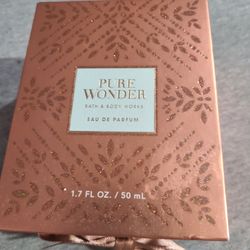 PURE
WONDER
BATH & BODY WORKS
EAU DE PARFUM
1.7 FL. OZ. / 50 mL